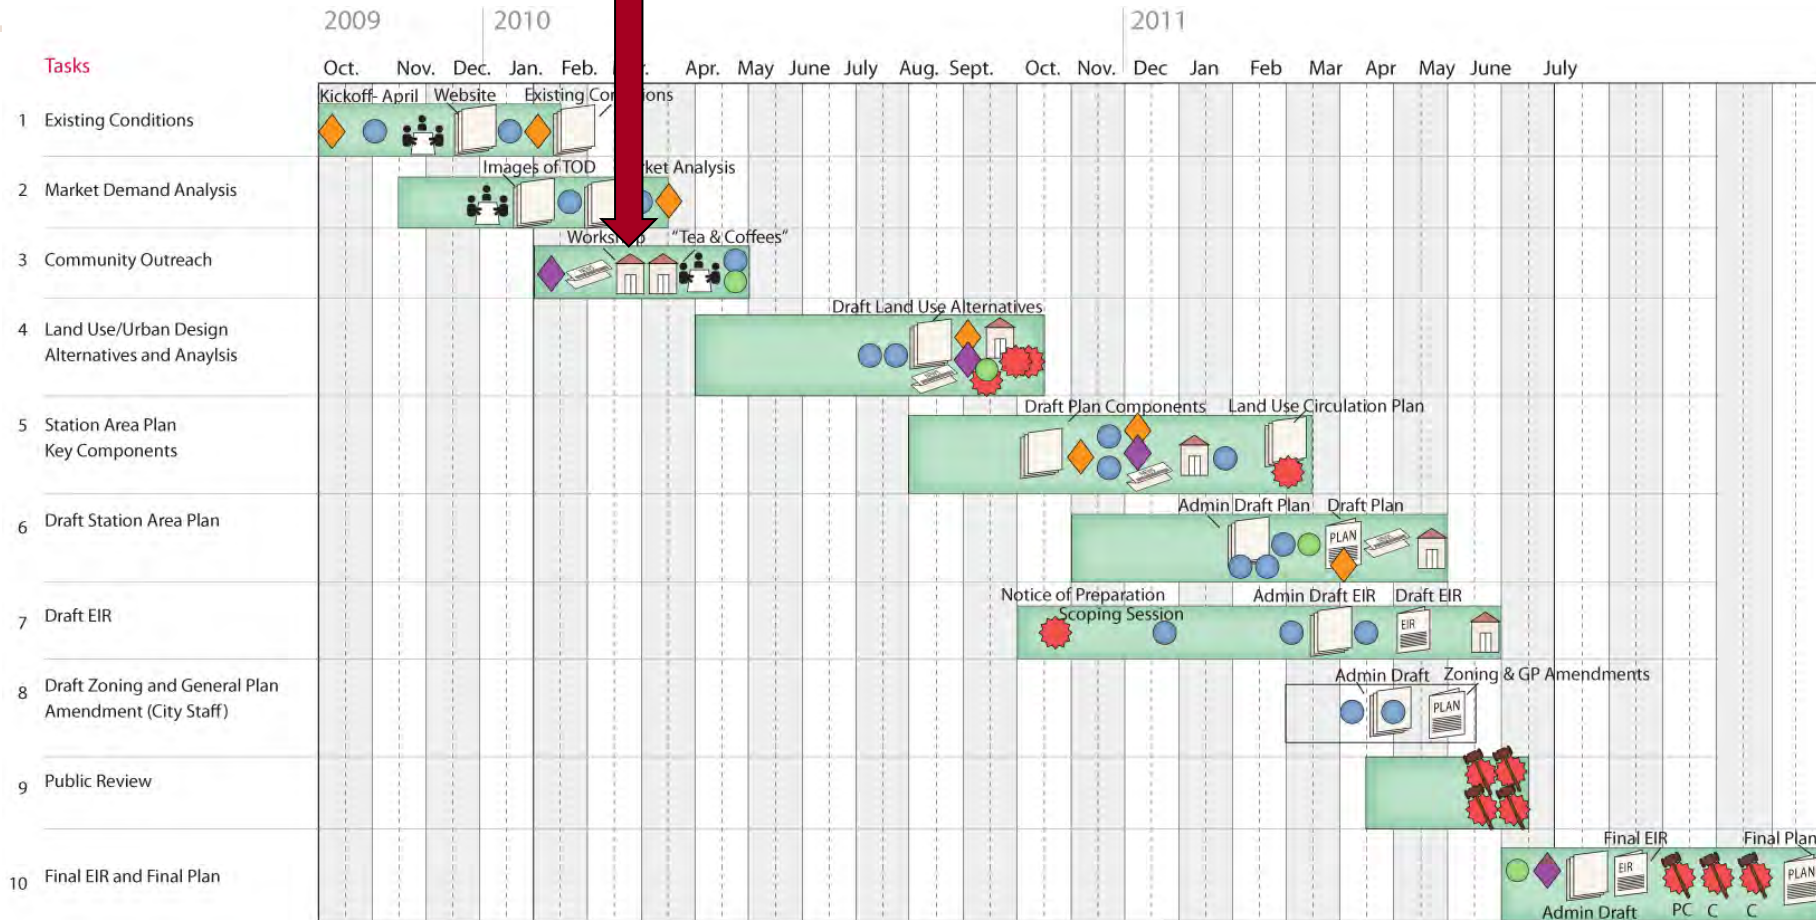 2009 2010 2011
Tasks Oct. Nov. Dec. Jan. Feb. Apr. May June July Aug. Sept. Oct. Nov. Dec Jan Feb Mar Apr May June July
Kickoff- April Website Existing
1 Existing Conditions
Images of TOD Analysis
2 Market Demand Analysis
"Tea & Coffees"
3 Community Outreach
Draft Land Use Alternatives
4 Land Use/Urban Design
Alternatives and Anaylsis
Draft Plan Components Land Use Circulation Plan
5 Station Area Plan
Key Components
Admin Draft Plan Draft Plan
6 Draft Station Area Plan
PLAN
Notice of Preparation Admin Draft EIR Draft EIR
Scoping Session
7 Draft EIR
EIR
Admin Draft Zoning & GP Amendments
8 Draft Zoning and General Plan
Amendment (City Staff)
PLAN
9 Public Review
Final EIR Final Plan
10 Final EIR and Final Plan
EIR PLAN
Admin Draft PC C C